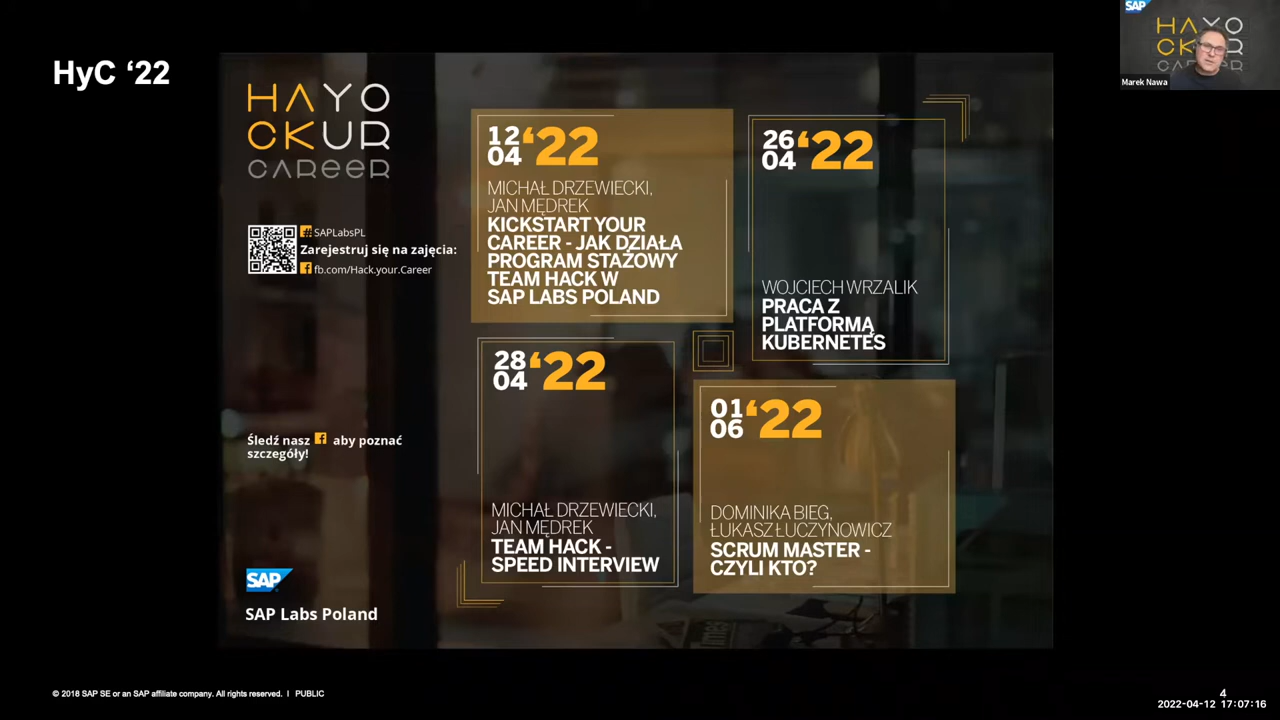 HyC ‘22
HAYO
CKUR
CAREER
#SAPLabsPL
Zarejestruj się na zajęcia:
fb.com/Hack.your.Career
12
04 ‘22
MICHAŁ DRZEWIECKI,
JAN MĘDREK
KICKSTART YOUR
CAREER - JAK DZIAŁA
PROGRAM STAŻOWY
TEAM HACK W
SAP LABS POLAND
26
04 ‘22
WOJCIECH WRZALIK
PRACA Z
PLATFORMĄ
KUBERNETES
28
04 ‘22
MICHAŁ DRZEWIECKI,
JAN MĘDREK
TEAM HACK -
SPEED INTERVIEW
01
06 ‘22
DOMINIKA BIEG,
ŁUKASZ ŁUCZYNOWICZ
SCRUM MASTER -
CZYLI KTO?
Śledź nasz f aby poznać
szczegóły!
SAP
SAP Labs Poland
SAP
HAYO
CKUR
CAREER
Marek Nawa
© 2018 SAP SE or an SAP affiliate company. All rights reserved. I PUBLIC
4
2022-04-12 17:07:16